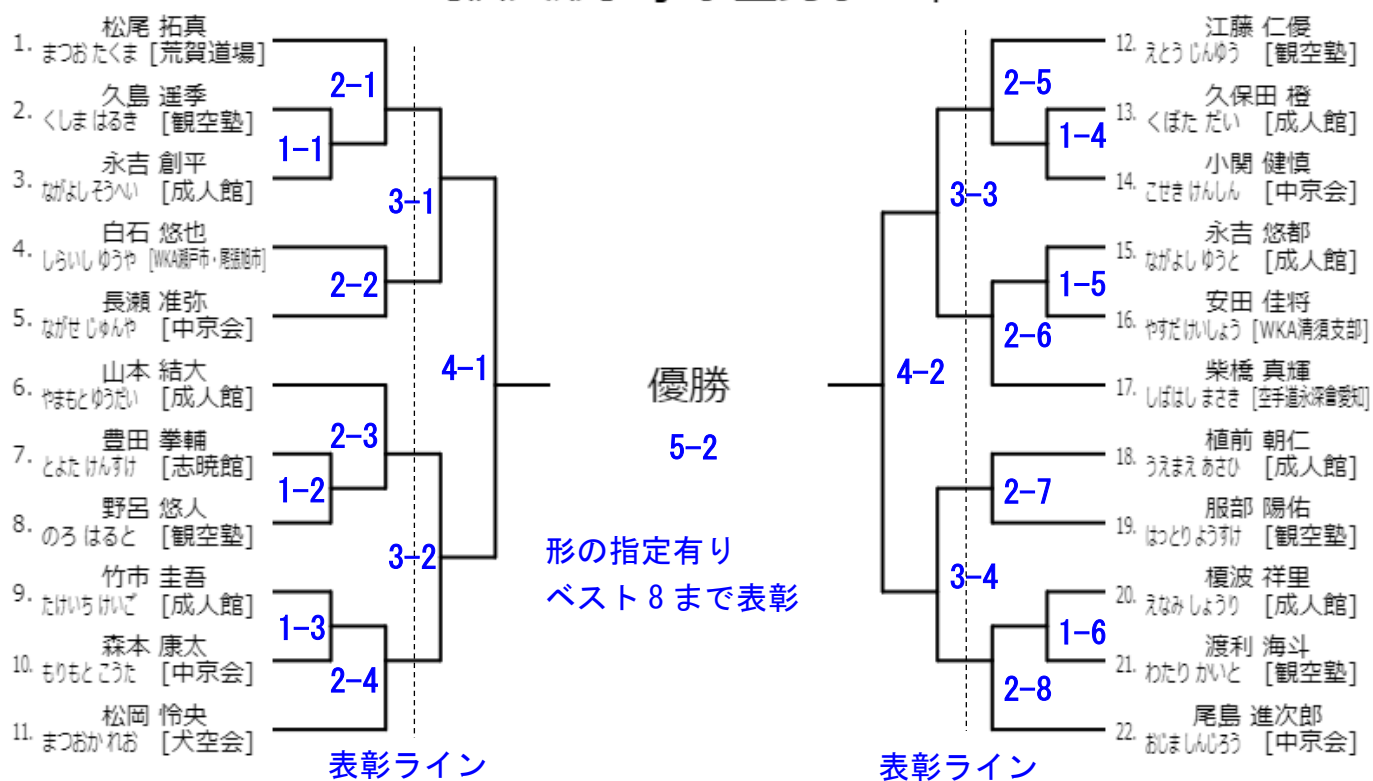 松尾 拓真
1. まつお たくま [荒賀道場]
2-1
久島 遥季
2. くしま はるき [観空塾]
1-1
永吉 創平
3. ながよし そうへい [成人館]
3-1
白石 悠也
4. しらいし ゆうや [WKA瀬戸市・尾張旭市]
2-2
長瀬 准弥
5. ながせ じゅんや [中京会]
4-1
山本 結大
6. やまもと ゆうだい [成人館]
2-3
豊田 拳輔
7. とよた けんすけ [志暁館]
1-2
野呂 悠人
8. のろ はると [観空塾]
3-2
竹市 圭吾
9. たけいち けいご [成人館]
1-3
森本 康太
10. もりもと こうた [中京会]
2-4
松岡 怜央
11. まつおか れお [犬空会]
表彰ライン
優勝
5-2
形の指定有り
ベスト8まで表彰
江藤 仁優
12. えとう じんゆう [観空塾]
2-5
久保田 橙
13. くぼた だい [成人館]
1-4
小関 健慎
14. こせき けんしん [中京会]
3-3
永吉 悠都
15. ながよし ゆうと [成人館]
1-5
安田 佳将
16. やすだ けいしょう [WKA清須支部]
2-6
4-2
柴橋 真輝
17. しばはし まさき [空手道永深會愛知]
植前 朝仁
18. うえまえ あさひ [成人館]
2-7
服部 陽佑
19. はっとり ようすけ [観空塾]
3-4
榎波 祥里
20. えなみ しょうり [成人館]
1-6
渡利 海斗
21. わたり かいと [観空塾]
2-8
尾島 進次郎
22. おじま しんじろう [中京会]
表彰ライン